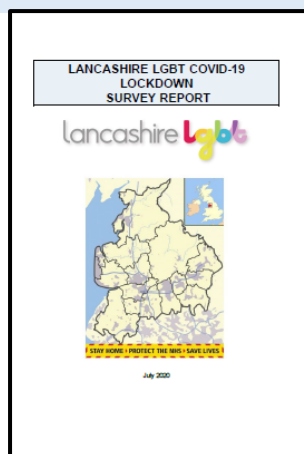 LANCASHIRE LGBT COVID-19
LOCKDOWN
SURVEY REPORT
lancashire lgbt
STAY HOME • PROTECT THE NHS • SAVE LIVES
July 2020